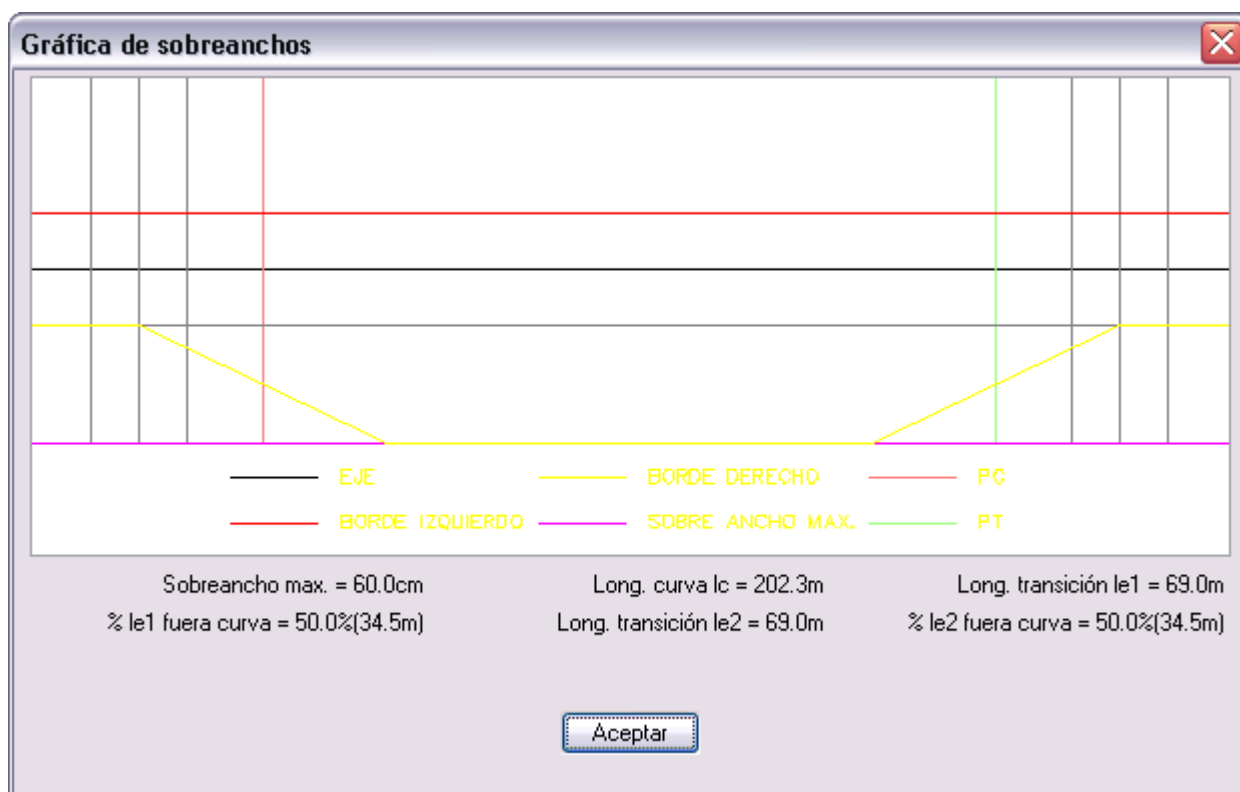 Gráfica de sobreanchos
EJE BORDE DERECHO PC
BORDE IZQUIERDO SOBRE ANCHO MAX. PT
Sobreancho max. = 60.0cm Long. curva lc = 202.3m Long. transición le1 = 69.0m
% le1 fuera curva = 50.0%(34.5m) Long. transición le2 = 69.0m % le2 fuera curva = 50.0%(34.5m)
Aceptar